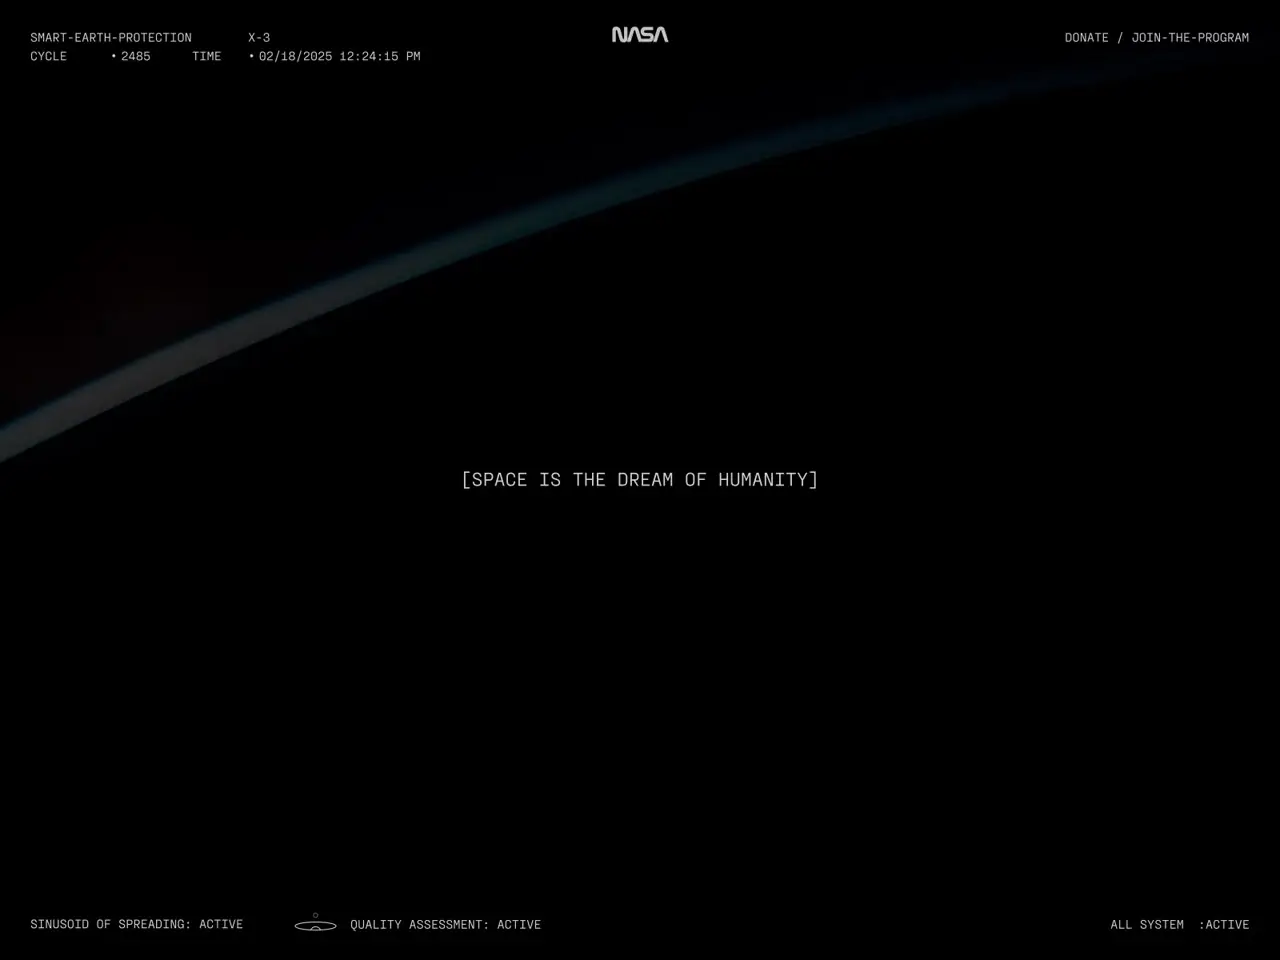 SMART-EARTH-PROTECTION X-3
CYCLE • 2485 TIME • 02/18/2025 12:24:15 PM
NASA
DONATE / JOIN-THE-PROGRAM
[SPACE IS THE DREAM OF HUMANITY]
SINUSOID OF SPREADING: ACTIVE
QUALITY ASSESSMENT: ACTIVE
ALL SYSTEM :ACTIVE